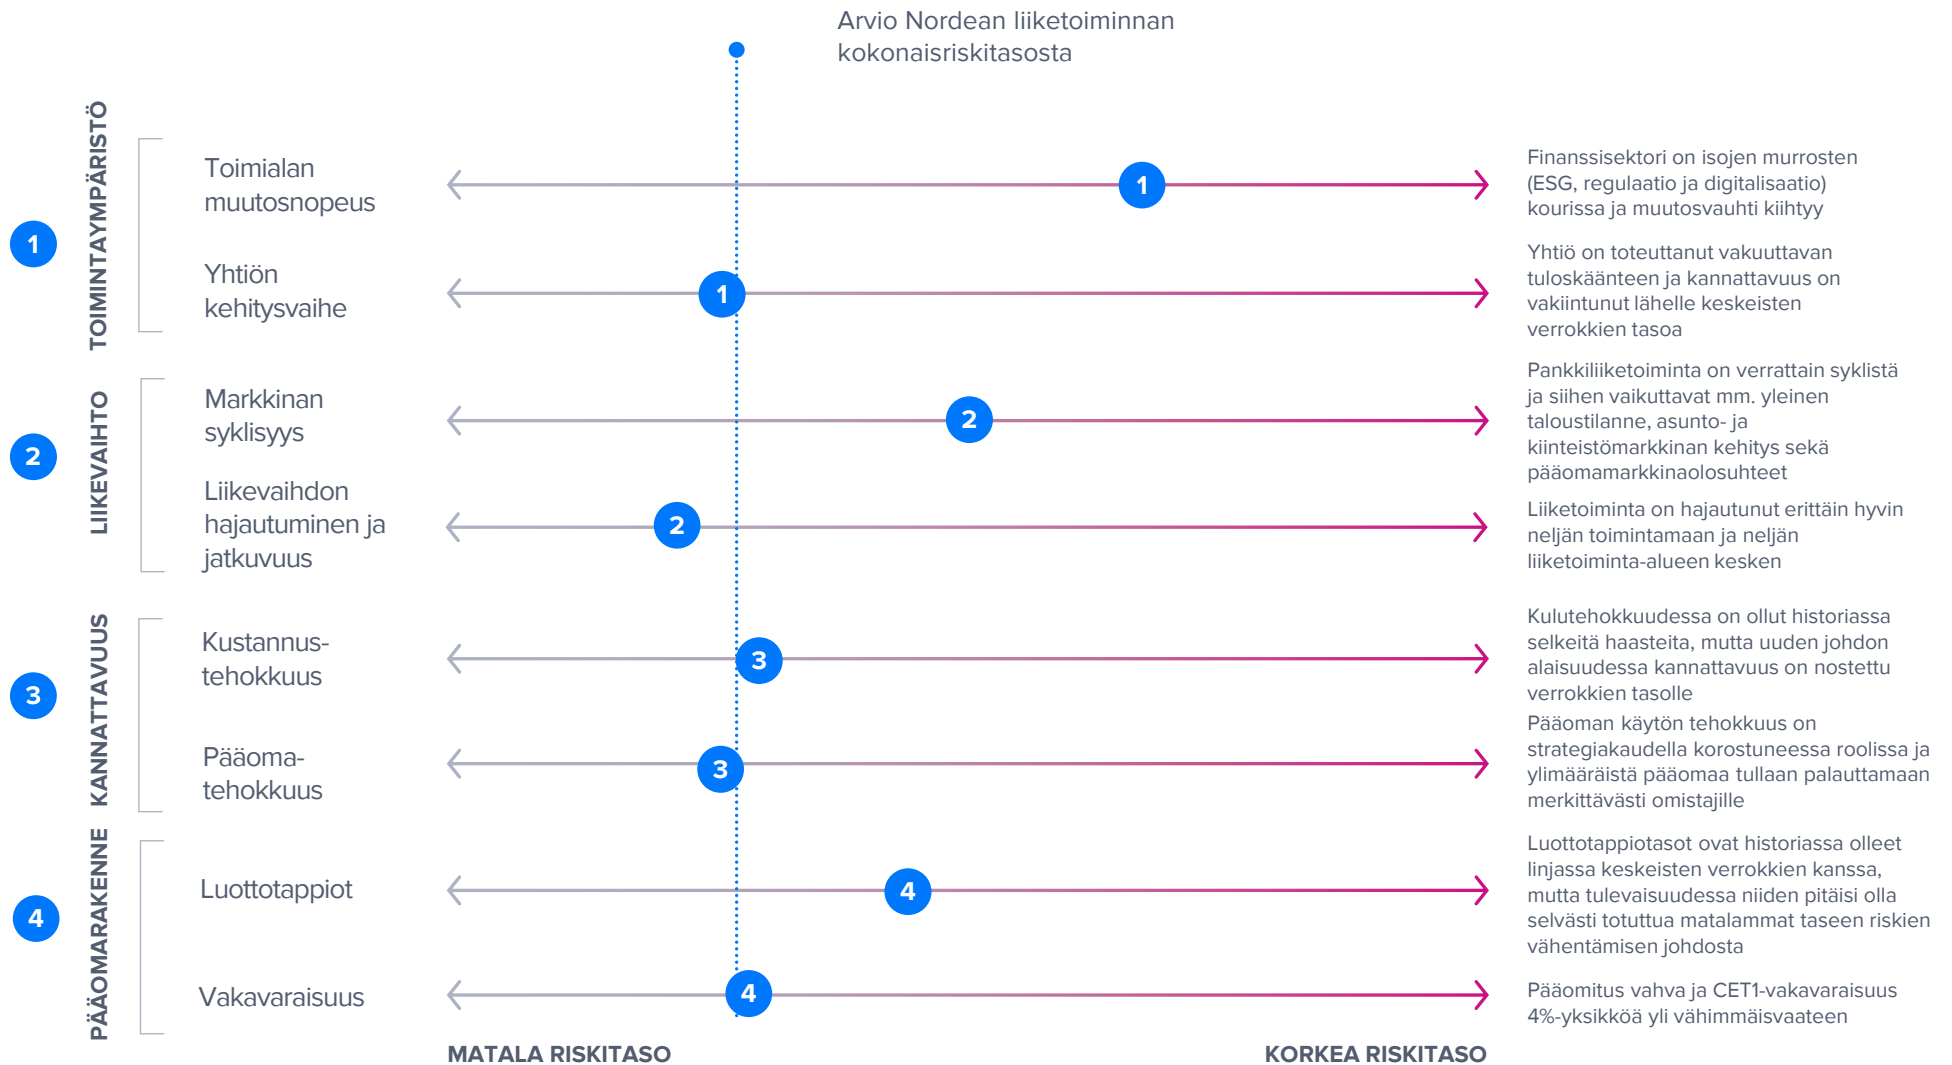 Arvio Nordean liiketoiminnan
kokonaisriskitasosta
1
TOIMINTAYMPÄRISTÖ
Toimialan
muutosnopeus
1
Finanssisektori on isojen murrosten
(ESG, regulaatio ja digitalisaatio)
kourissa ja muutosvauhti kiihtyy
Yhtiön
kehitysvaihe
1
Yhtiö on toteuttanut vakuuttavan
tuloskäänteen ja kannattavuus on
vakiintunut lähelle keskeisten
verrokkien tasoa
2
LIIKEVAIHTO
Markkinan
syklisyys
2
Pankkiliiketoiminta on verrattain syklistä
ja siihen vaikuttavat mm. yleinen
taloustilanne, asunto- ja
kiinteistömarkkinan kehitys sekä
pääomamarkkinaolosuhteet
Liikevaihdon
hajautuminen ja
jatkuvuus
2
Liiketoiminta on hajautunut erittäin hyvin
neljän toimintamaan ja neljän
liiketoiminta-alueen kesken
3
KANNATTAVUUS
Kustannus-
tehokkuus
3
Kulutehokkuudessa on ollut historiassa
selkeitä haasteita, mutta uuden johdon
alaisuudessa kannattavuus on nostettu
verrokkien tasolle
Pääoma-
tehokkuus
3
Pääoman käytön tehokkuus on
strategiakaudella korostuneessa roolissa ja
ylimääräistä pääomaa tullaan palauttamaan
merkittävästi omistajille
4
PÄÄOMARAKENNE
Luottotappiot
4
Luottotappiotasot ovat historiassa olleet
linjassa keskeisten verrokkien kanssa,
mutta tulevaisuudessa niiden pitäisi olla
selvästi totuttua matalammat taseen riskien
vähentämisen johdosta
Vakavaraisuus
4
Pääomitus vahva ja CET1-vakavaraisuus
4%-yksikköä yli vähimmäisvaateen
MATALA RISKITASO
KORKEA RISKITASO